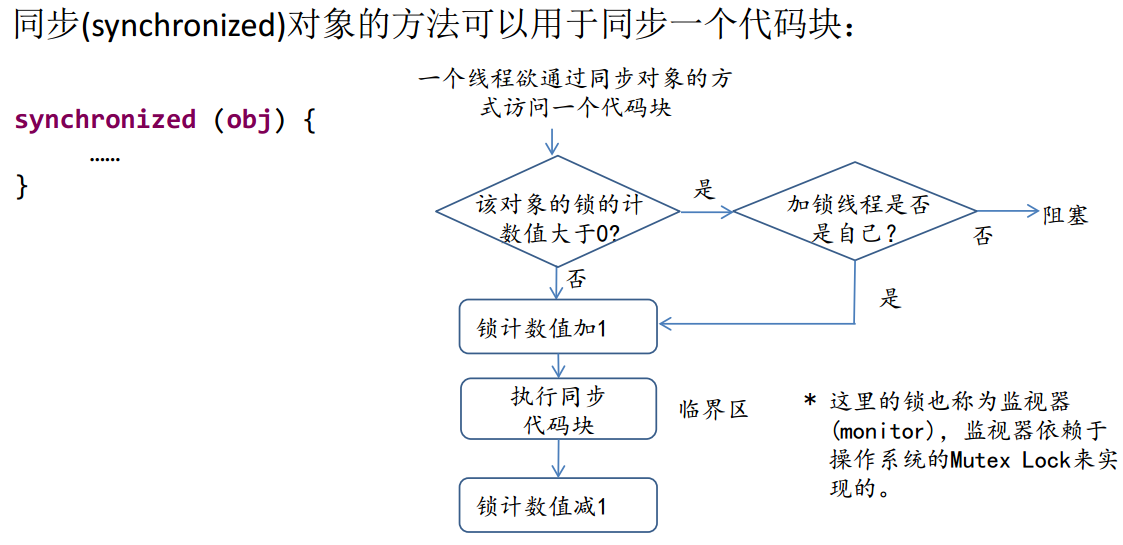 同步(synchronized)对象的方法可以用于同步一个代码块：
synchronized (obj) {
……
}
一个线程欲通过同步对象的方
式访问一个代码块
该对象的锁的计
数值大于0?
是
加锁线程是否
是自己？
否
阻塞
否
是
锁计数值加1
执行同步
代码块
临界区
锁计数值减1
* 这里的锁也称为监视器
(monitor)，监视器依赖于
操作系统的Mutex Lock来实
现的。